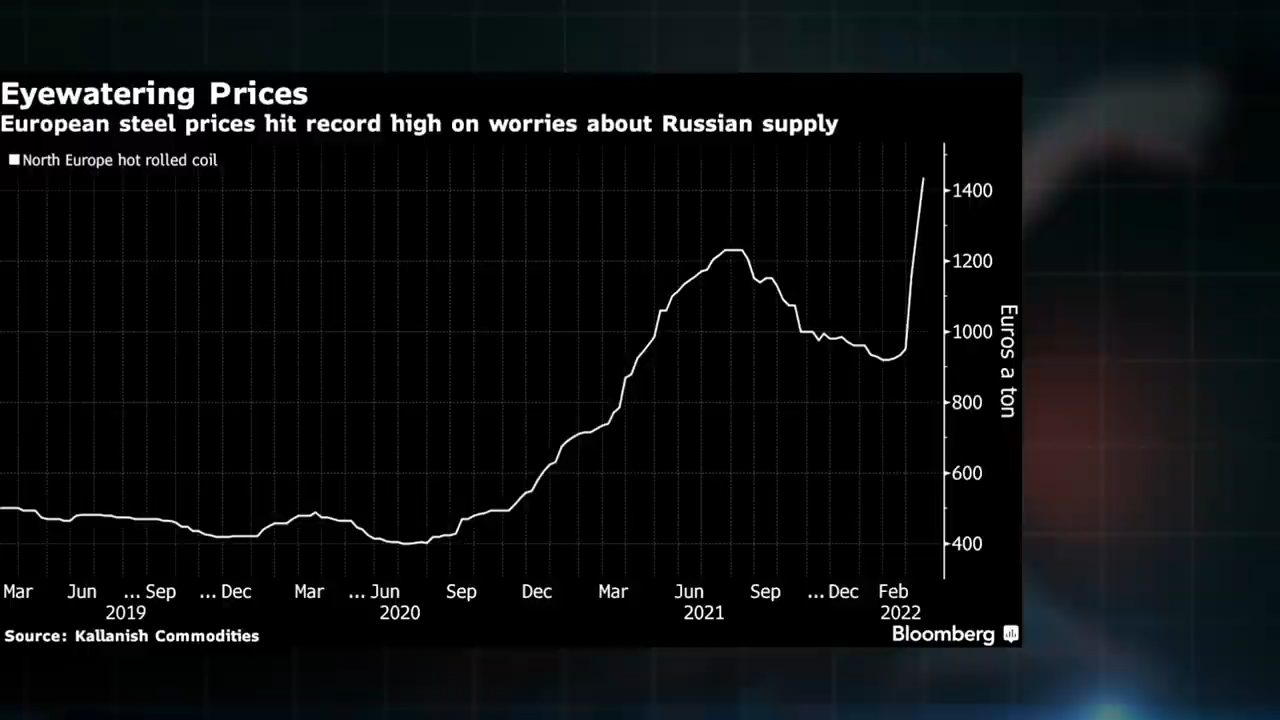 Eyewatering Prices
European steel prices hit record high on worries about Russian supply
North Europe hot rolled coil
1400
1200
1000
800
600
400
Euros a ton
Mar Jun ... Sep ... Dec Mar ... Jun Sep Dec Mar Jun Sep ... Dec Feb
2019 2020 2021 2022
Source: Kallanish Commodities
Bloomberg